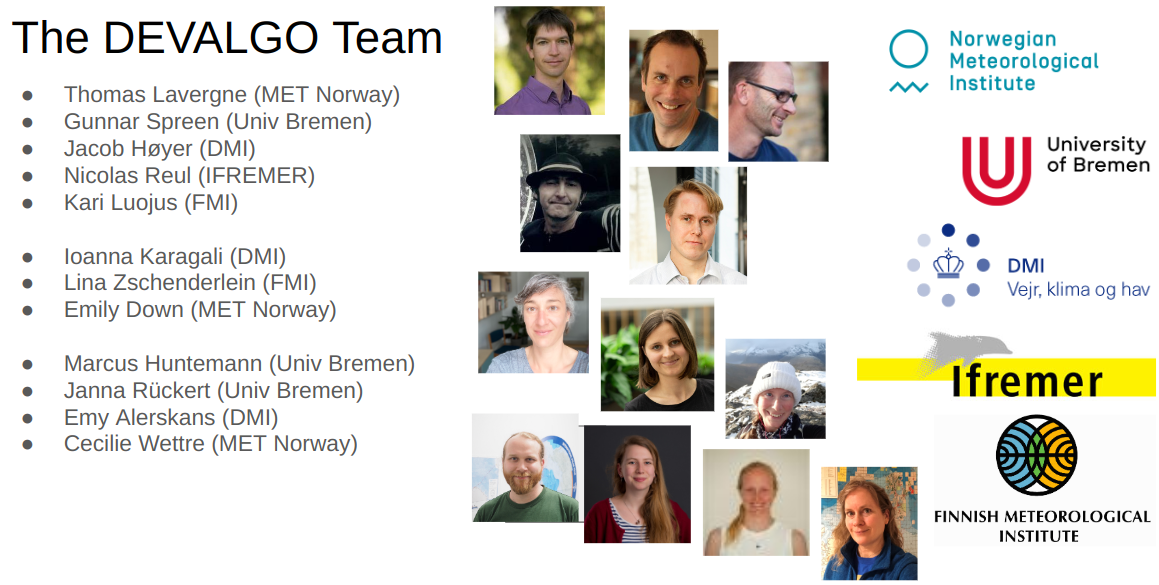 The DEVALGO Team
● Thomas Lavergne (MET Norway)
● Gunnar Spreen (Univ Bremen)
● Jacob Høyer (DMI)
● Nicolas Reul (IFREMER)
● Kari Luojus (FMI)
● Ioanna Karagali (DMI)
● Lina Zschenderlein (FMI)
● Emily Down (MET Norway)
● Marcus Huntemann (Univ Bremen)
● Janna Rückert (Univ Bremen)
● Emy Alerskans (DMI)
● Cecilie Wettre (MET Norway)
Norwegian
Meteorological
Institute
University
of Bremen
DMI
Vejr, klima og hav
Ifremer
FINNISH METEOROLOGICAL
INSTITUTE